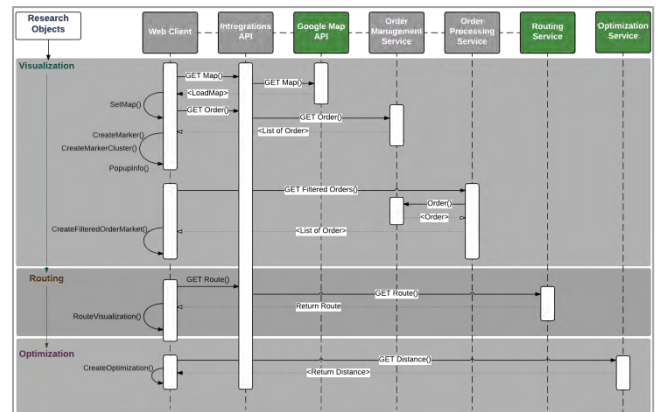 Research
Objects
Web Client
Intregrations
API
Google Map
API
Order
Management
Service
Order
Processing
Service
Routing
Service
Optimization
Service
Visualization
GET Map()
GET Map()
<LoadMap>
SetMap()
GET Order()
GET Order()
<List of Order>
CreateMarker()
CreateMarkerCluster()
PopupInfo()
GET Filtered Orders()
Order()
<Order>
CreateFilteredOrderMarket()
<List of Order>
Routing
GET Route()
GET Route()
Return Route
RouteVisualization()
Optimization
GET Distance()
CreateOptimization()
<Return Distance>